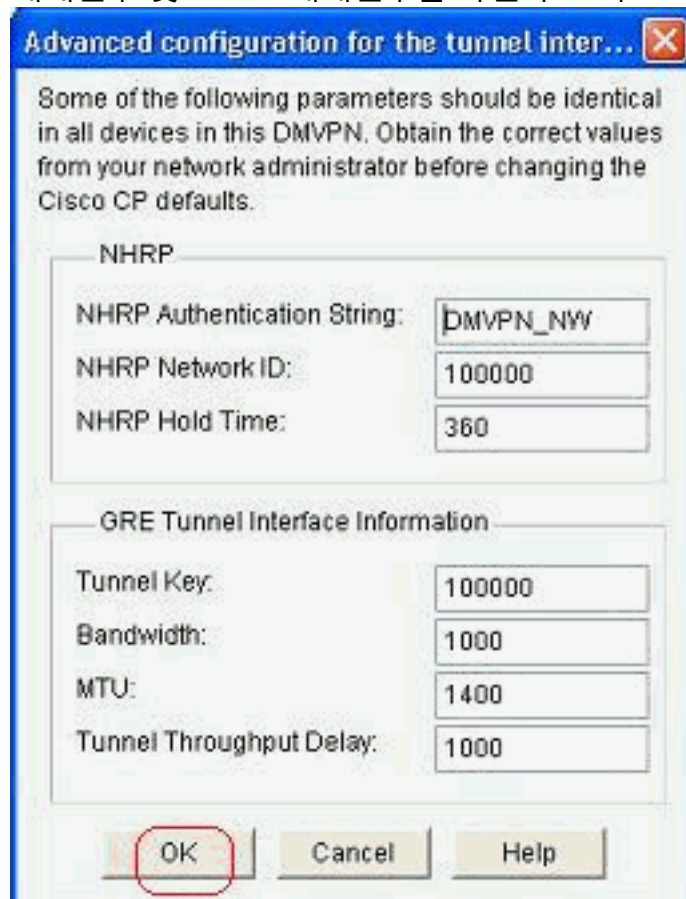 Advanced configuration for the tunnel inter...
Some of the following parameters should be identical
in all devices in this DMVPN. Obtain the correct values
from your network administrator before changing the
Cisco CP defaults.
NHRP
NHRP Authentication String: DMVPN_NW
NHRP Network ID: 100000
NHRP Hold Time: 360
GRE Tunnel Interface Information
Tunnel Key: 100000
Bandwidth: 1000
MTU: 1400
Tunnel Throughput Delay: 1000
OK Cancel Help